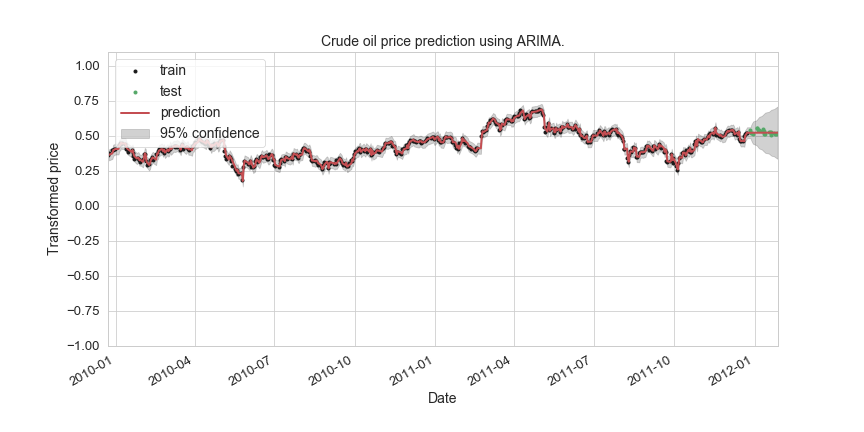 Crude oil price prediction using ARIMA.
train
test
prediction
95% confidence
1.00
0.75
0.50
0.25
0.00
−0.25
−0.50
−0.75
−1.00
Transformed price
2010-01
2010-04
2010-07
2010-10
2011-01
2011-04
2011-07
2011-10
2012-01
Date